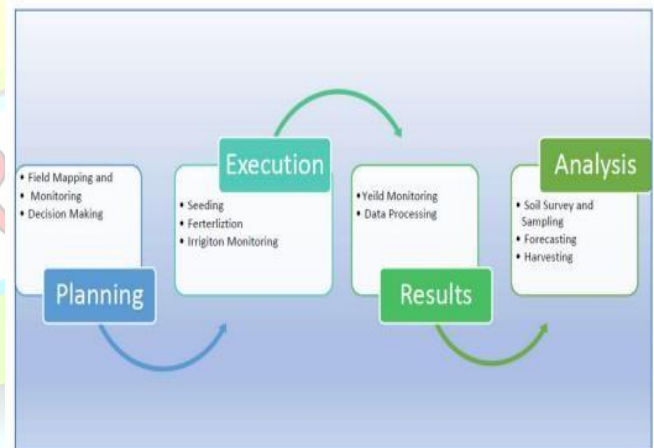 • Field Mapping and
• Monitoring
• Decision Making
Planning
Execution
• Seeding
• Ferterliztion
• Irrigiton Monitoring
• Yeild Monitoring
• Data Processing
Results
Analysis
• Soil Survey and
Sampling
• Forecasting
• Harvesting